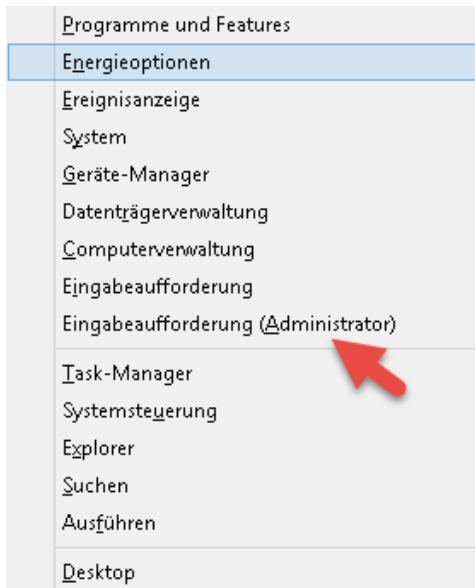 Programme und Features
Energieoptionen
Ereignisanzeige
System
Geräte-Manager
Datenträgerverwaltung
Computerverwaltung
Eingabeaufforderung
Eingabeaufforderung (Administrator)
Task-Manager
Systemsteuerung
Explorer
Suchen
Ausführen
Desktop